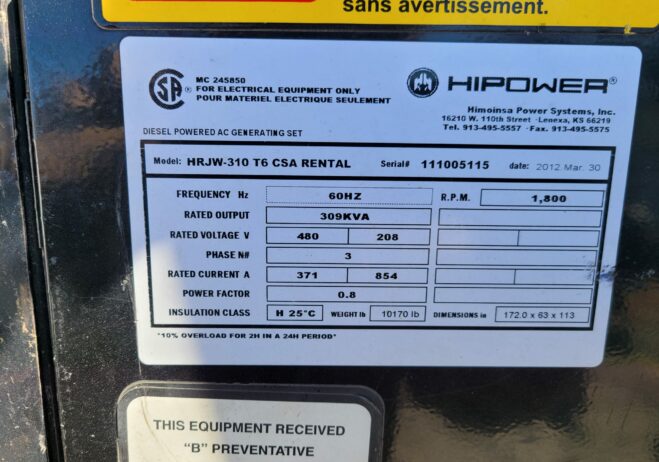 sans avertissement.
CSA ® MC 245850
FOR ELECTRICAL EQUIPMENT ONLY
POUR MATERIEL ELECTRIQUE SEULEMENT
HIPOWER®
Himoinsa Power Systems, Inc.
16210 W. 110th Street - Lenexa, KS 66219
Tel. 913-495-5557 - Fax. 913-495-5575
DIESEL POWERED AC GENERATING SET
Model: HRJW-310 T6 CSA RENTAL Serial# 111005115 date: 2012 Mar. 30
FREQUENCY Hz 60HZ R.P.M. 1,800
RATED OUTPUT 309KVA
RATED VOLTAGE V 480 208
PHASE N# 3
RATED CURRENT A 371 854
POWER FACTOR 0.8
INSULATION CLASS H 25°C WEIGHT lb 10170 lb DIMENSIONS in 172.0 x 63 x 113
*10% OVERLOAD FOR 2H IN A 24H PERIOD*
THIS EQUIPMENT RECEIVED
"B" PREVENTATIVE